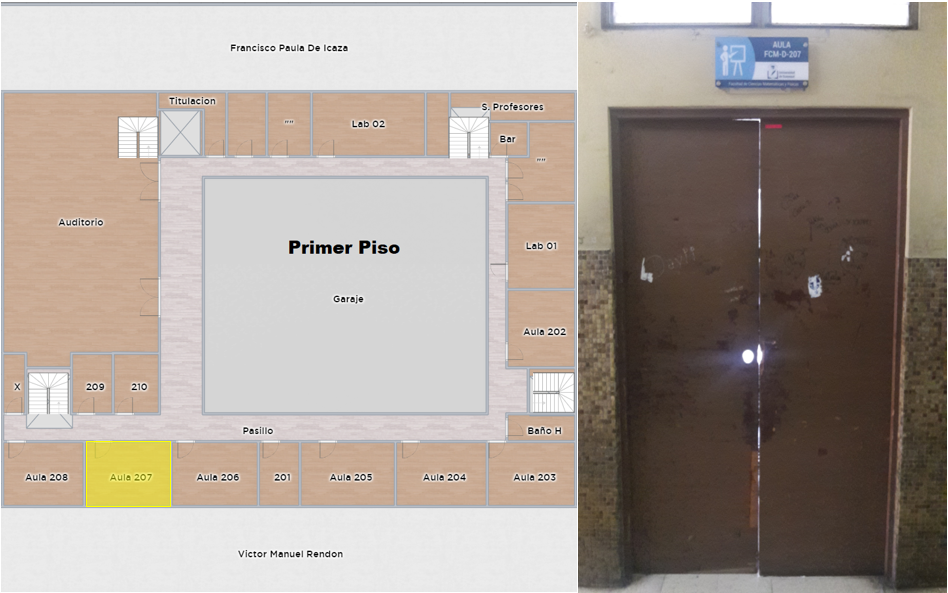 Francisco Paula De Icaza
Titulacion
""
Lab 02
S. Profesores
Bar
""
Auditorio
Lab 01
Primer Piso
Garaje
Aula 202
X
209
210
Pasillo
Baño H
Aula 208
Aula 207
Aula 206
201
Aula 205
Aula 204
Aula 203
Víctor Manuel Rendon
AULA
FCM-D-207